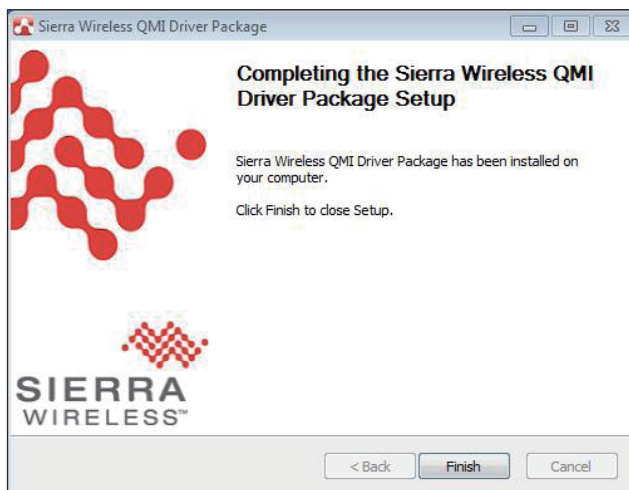 Sierra Wireless QMI Driver Package
Completing the Sierra Wireless QMI
Driver Package Setup
Sierra Wireless QMI Driver Package has been installed on
your computer.
Click Finish to close Setup.
SIERRA
WIRELESS™
< Back Finish Cancel